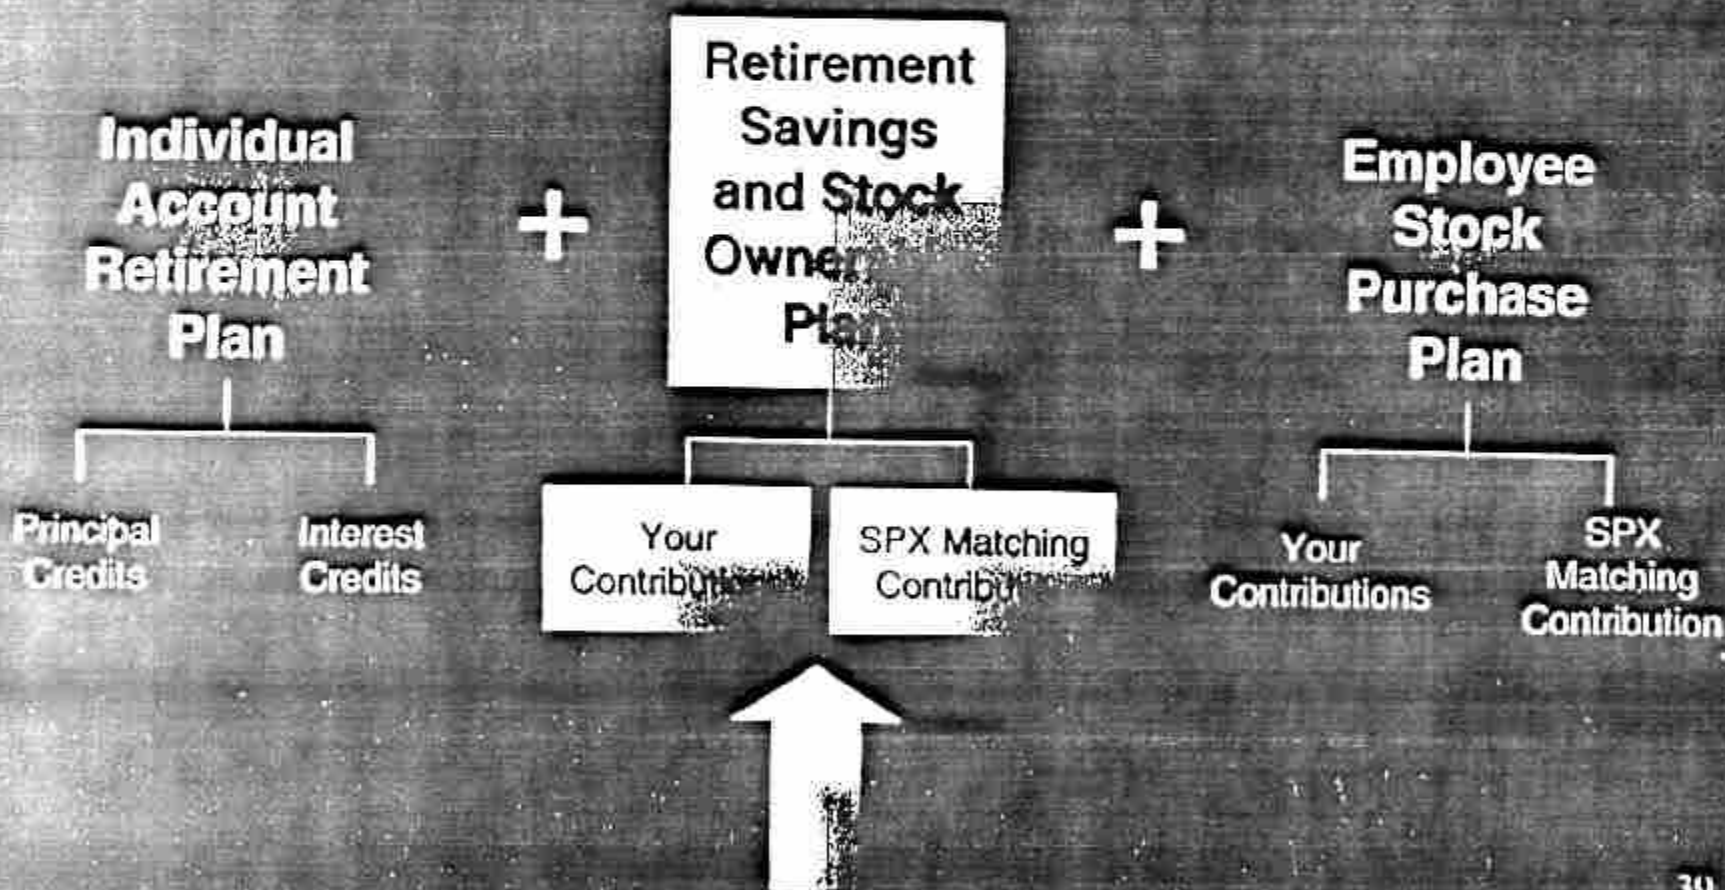 Individual
Account
Retirement
Plan
+
Retirement
Savings
and Stock
Plan
+
Employee
Stock
Purchase
Plan
Principal
Credits
Interest
Credits
Your
SPX Matching
Your
Contributions
SPX
Matching
Contribution